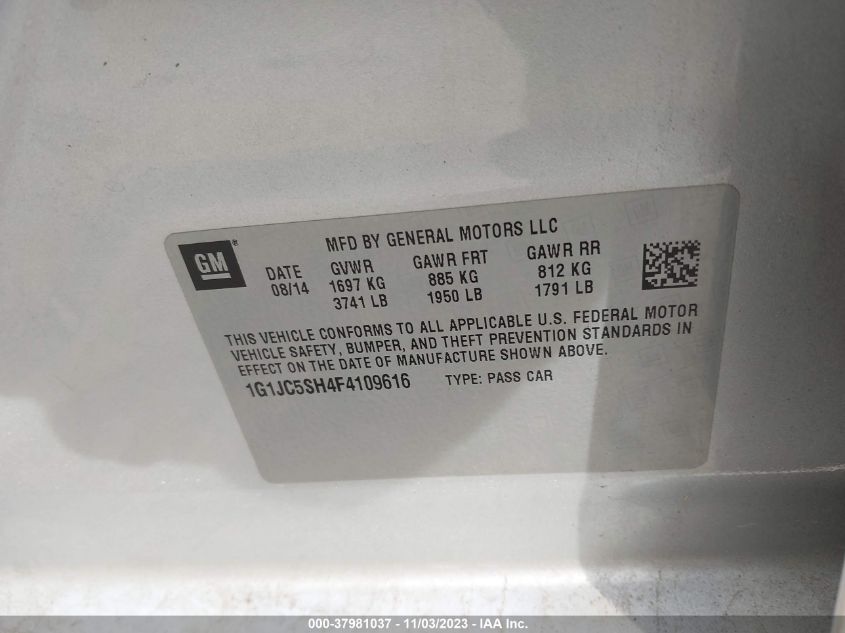 MFD BY GENERAL MOTORS LLC
GM®
DATE GVWR GAWR FRT GAWR RR
08/14 1697 KG 885 KG 812 KG
3741 LB 1950 LB 1791 LB
THIS VEHICLE CONFORMS TO ALL APPLICABLE U.S. FEDERAL MOTOR
VEHICLE SAFETY, BUMPER, AND THEFT PREVENTION STANDARDS IN
EFFECT ON THE DATE OF MANUFACTURE SHOWN ABOVE.
1G1JC5SH4F4109616 TYPE: PASS CAR
000-37981037 - 11/03/2023 - IAA Inc.